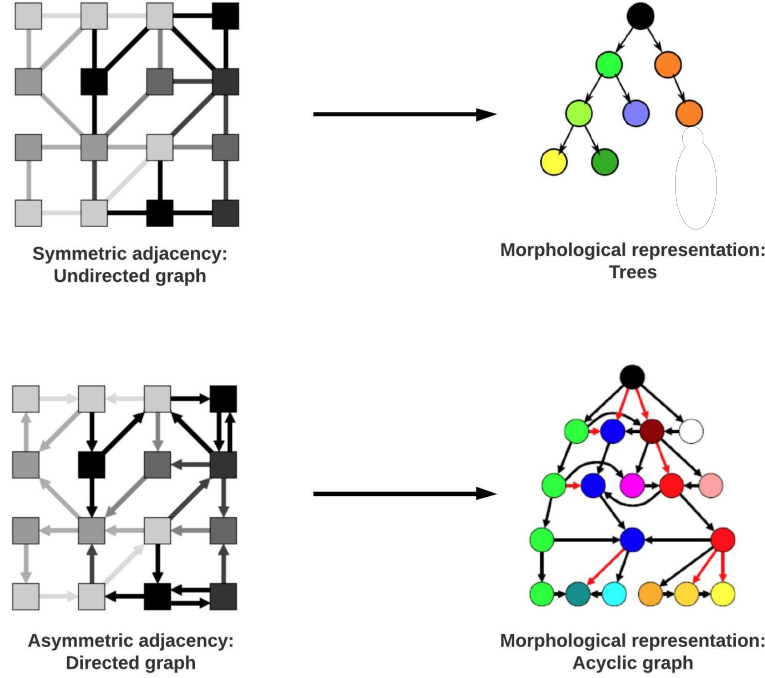 Symmetric adjacency:
Undirected graph
Morphological representation:
Trees
Asymmetric adjacency:
Directed graph
Morphological representation:
Acyclic graph